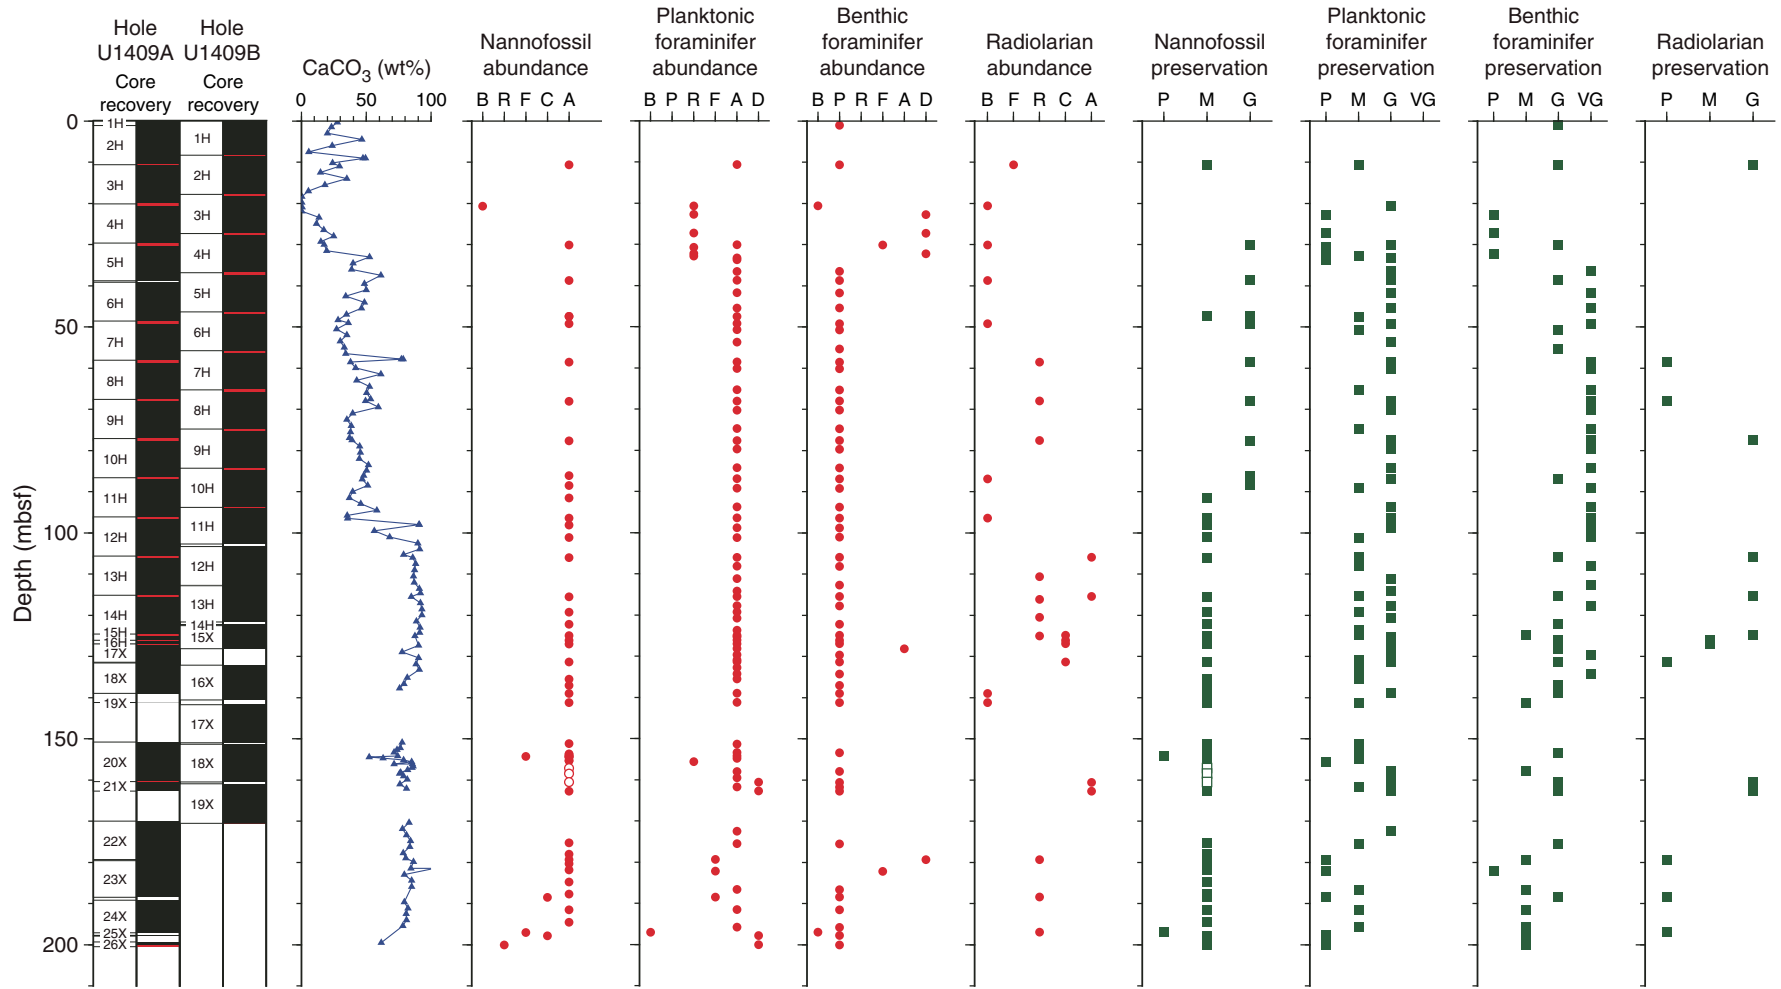 Hole
U1409A
Core
recovery
Hole
U1409B
Core
recovery
CaCO3 (wt%)
0 50 100
Nannofossil
abundance
B R F C A
Planktonic
foraminifer
abundance
B P R F A D
Benthic
foraminifer
abundance
B P R F A D
Radiolarian
abundance
B F R C A
Nannofossil
preservation
P M G
Planktonic
foraminifer
preservation
P M G VG
Benthic
foraminifer
preservation
P M G VG
Radiolarian
preservation
P M G
Depth (mbsf)
0
50
100
150
200
1H
2H
3H
4H
5H
6H
7H
8H
9H
10H
11H
12H
13H
14H
15H
16H
17X
18X
19X
20X
21X
22X
23X
24X
25X
26X
1H
2H
3H
4H
5H
6H
7H
8H
9H
10H
11H
12H
13H
14H
15X
16X
17X
18X
19X